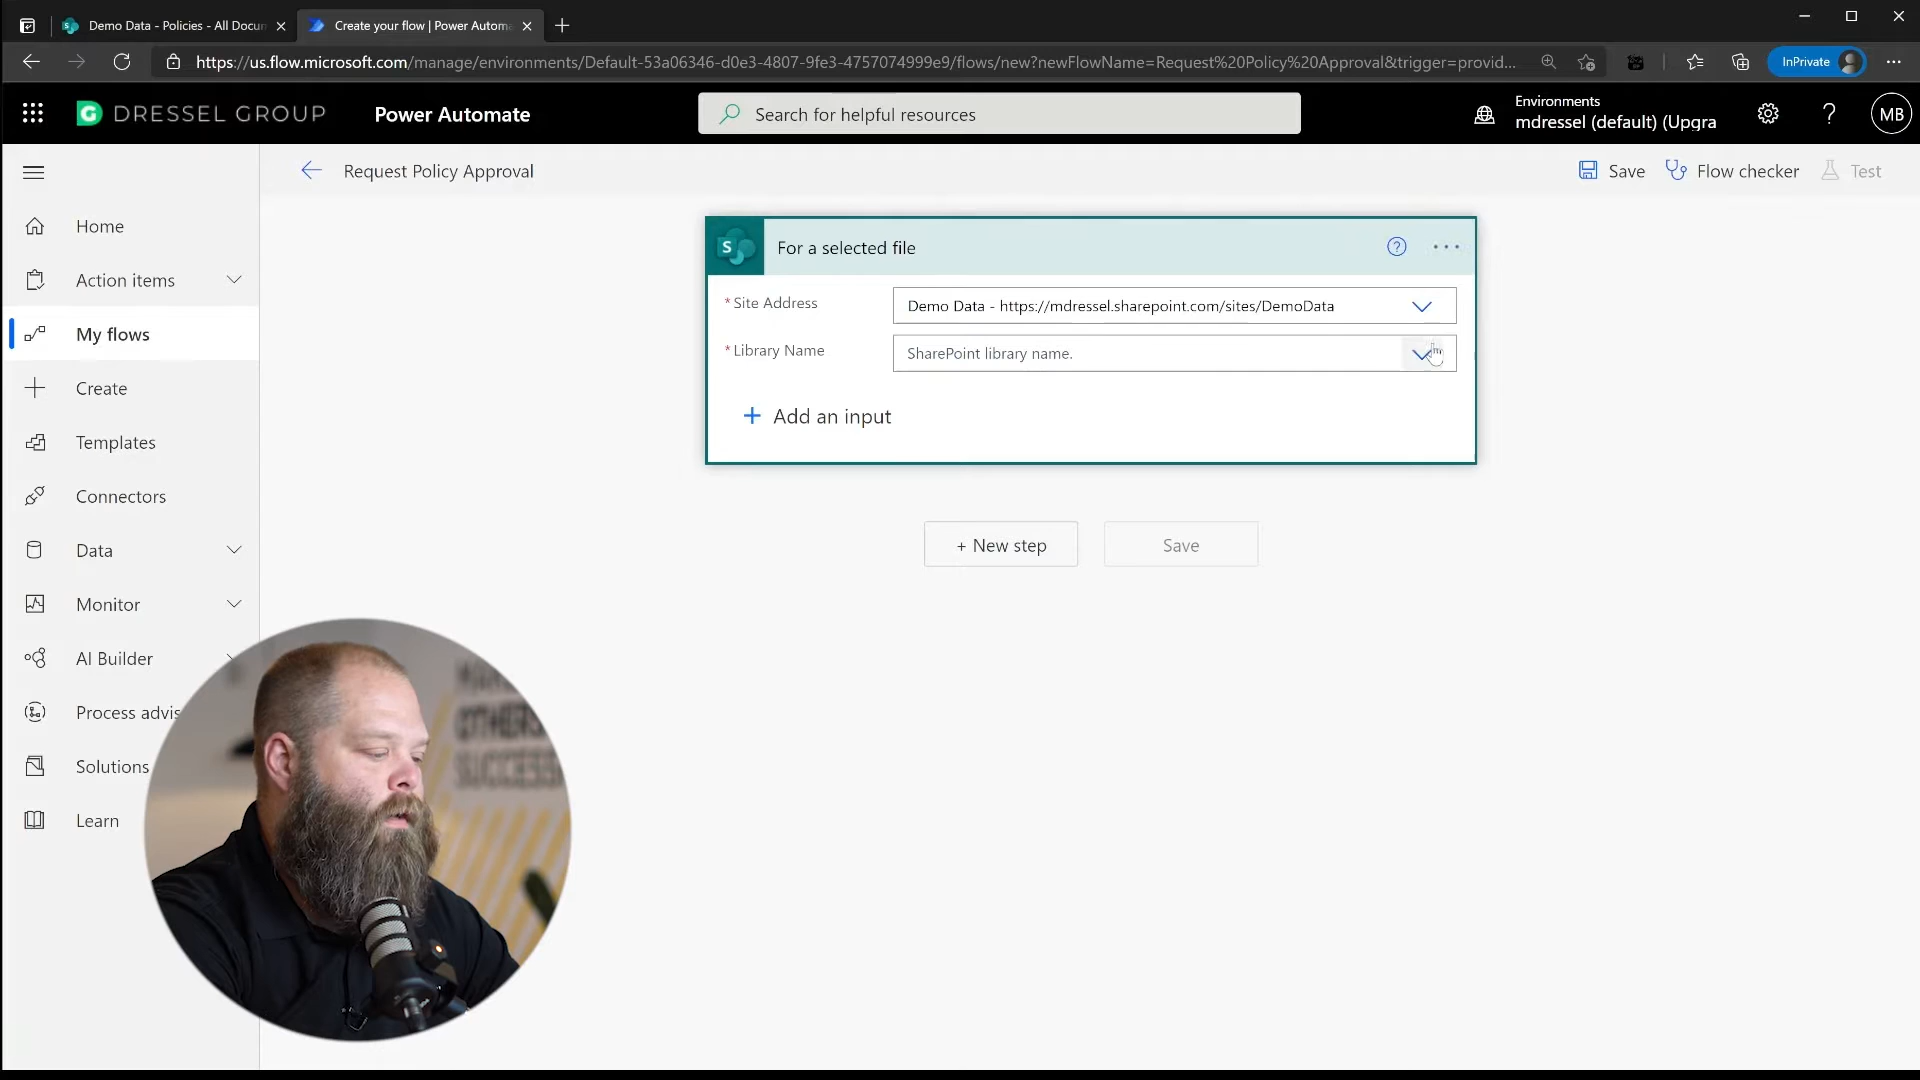 Demo Data - Policies - All Docun
Create your flow | Power Automa
https://us.flow.microsoft.com/manage/environments/Default-53a06346-d0e3-4807-9fe3-4757074999e9/flows/new?newFlowName=Request%20Policy%20Approval&trigger=provid...
InPrivate
DRESSEL GROUP
Power Automate
Search for helpful resources
Environments
mdressel (default) (Upgra
?
MB
Request Policy Approval
Save
Flow checker
Test
Home
Action items
My flows
Create
Templates
Connectors
Data
Monitor
AI Builder
Process advis
Solutions
Learn
S
For a selected file
?
* Site Address
Demo Data - https://mdressel.sharepoint.com/sites/DemoData
* Library Name
SharePoint library name.
+ Add an input
+ New step
Save
OTHERS
SUCCESS